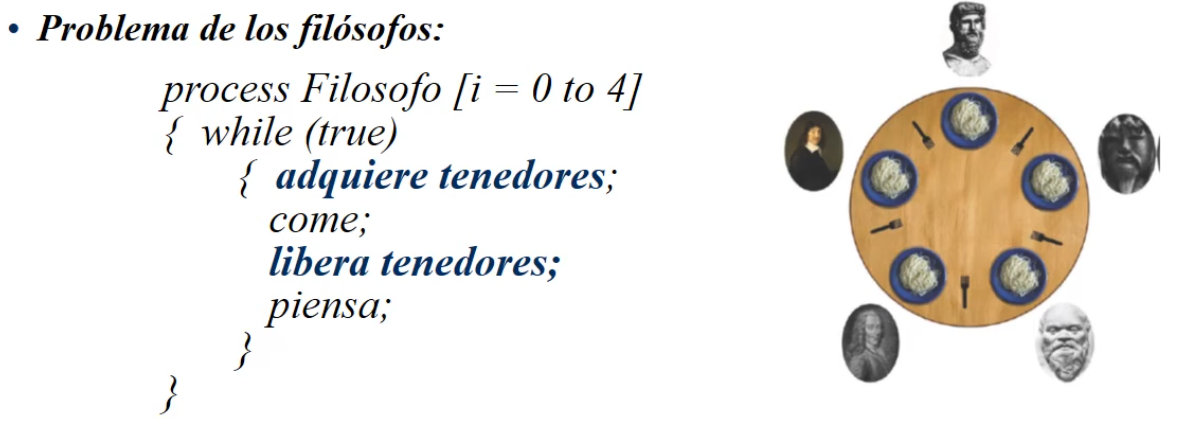 • Problema de los filósofos:
process Filosofo [i = 0 to 4]
{ while (true)
{ adquiere tenedores;
come;
libera tenedores;
piensa;
}
}